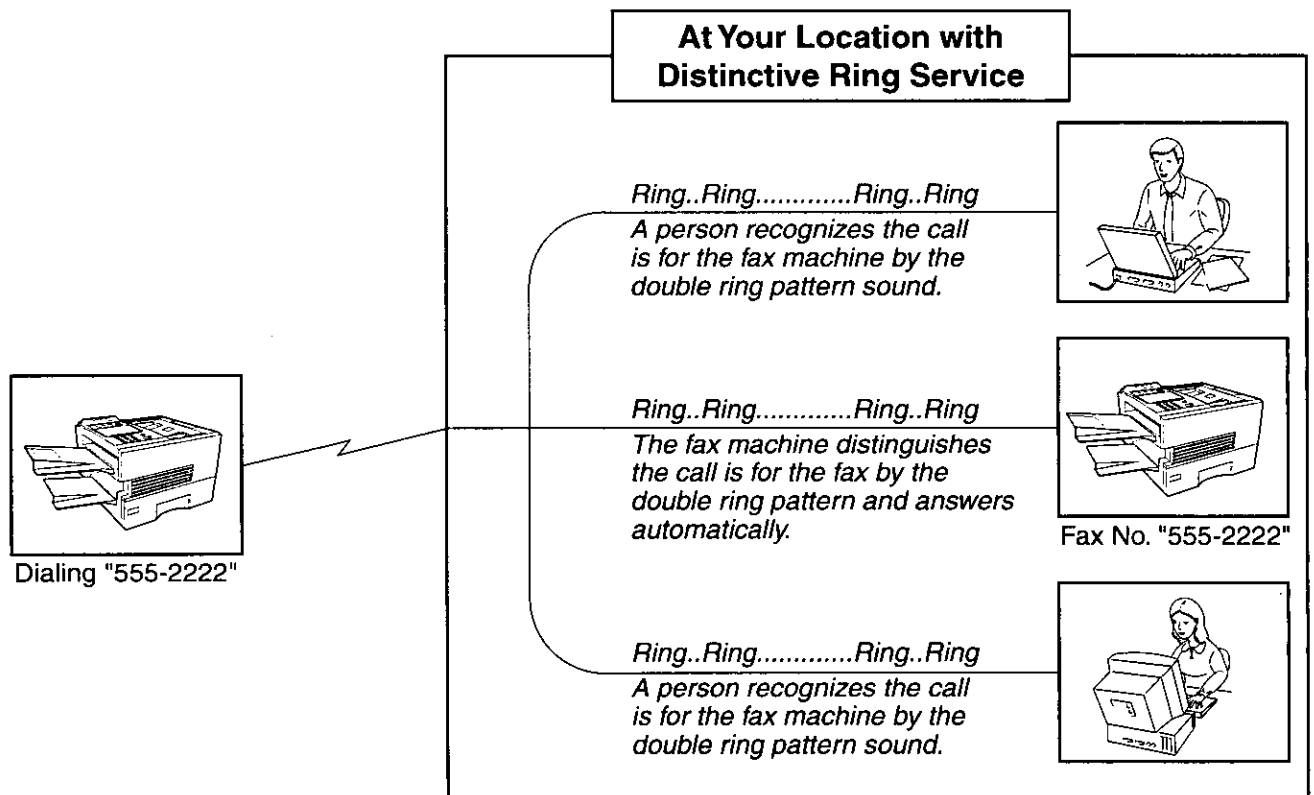 At Your Location with
Distinctive Ring Service
Ring..Ring.............Ring..Ring
A person recognizes the call
is for the fax machine by the
double ring pattern sound.
Ring..Ring.............Ring..Ring
The fax machine distinguishes
the call is for the fax by the
double ring pattern and answers
automatically.
Fax No. "555-2222"
Dialing "555-2222"
Ring..Ring.............Ring..Ring
A person recognizes the call
is for the fax machine by the
double ring pattern sound.